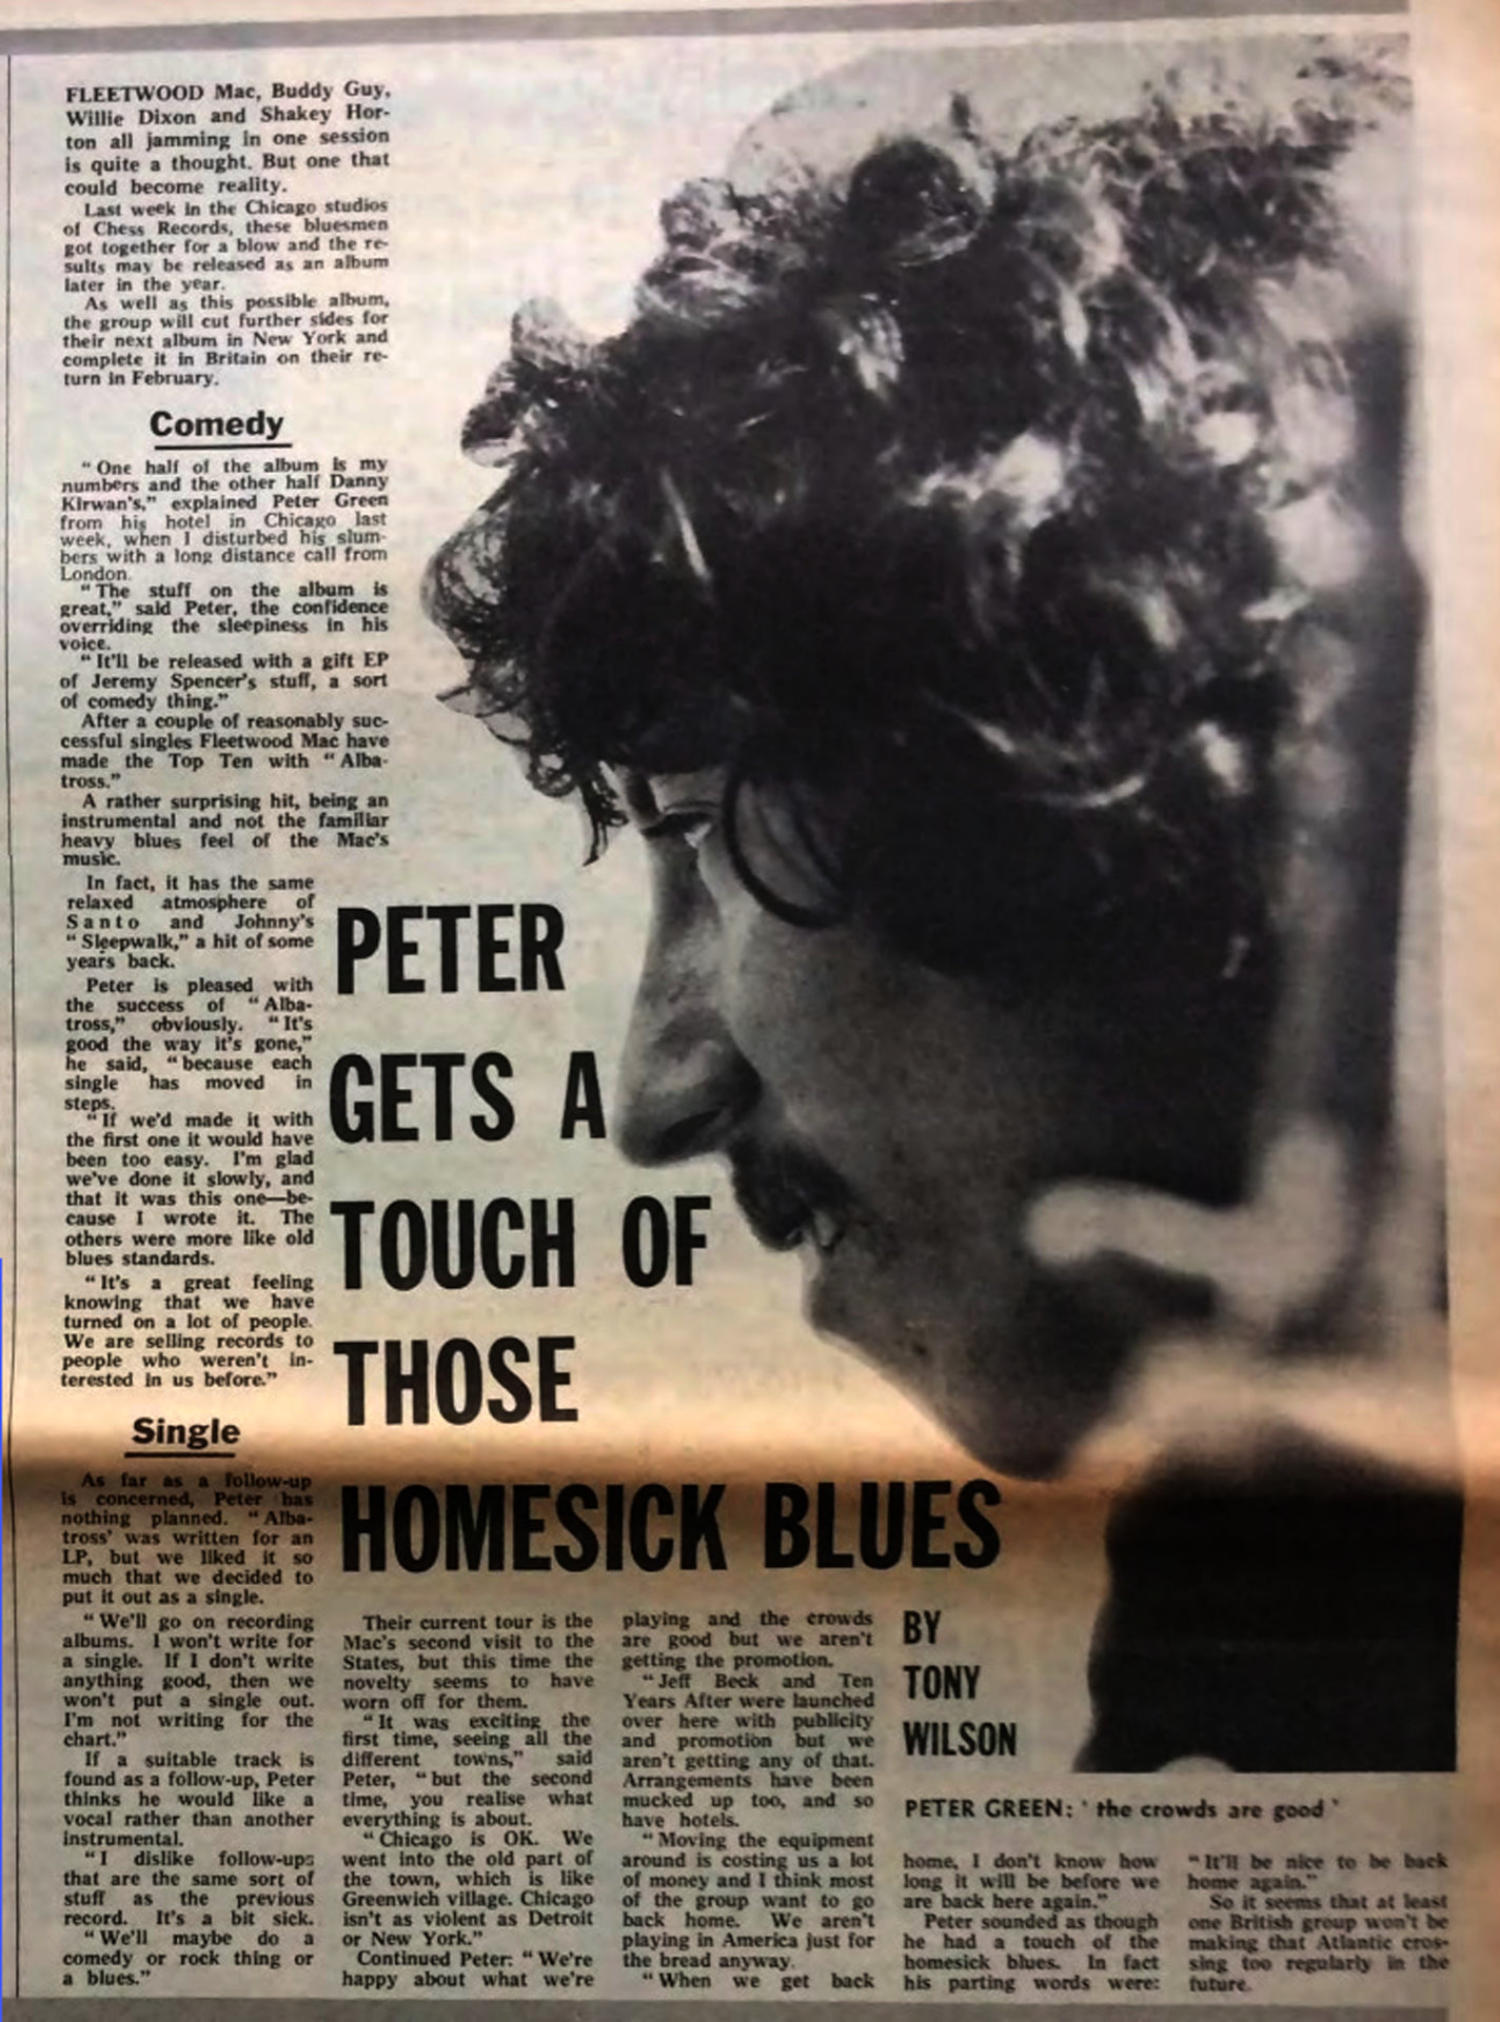 FLEETWOOD Mac, Buddy Guy,
Willie Dixon and Shakey Hor-
ton all jamming in one session
is quite a thought. But one that
could become reality.
Last week in the Chicago studios
of Chess Records, these bluesmen
got together for a blow and the re-
sults may be released as an album
later in the year.
As well as this possible album,
the group will cut further sides for
their next album in New York and
complete it in Britain on their re-
turn in February.
Comedy
"One half of the album is my
numbers and the other half Danny
Kirwan's," explained Peter Green
from his hotel in Chicago last
week, when I disturbed his slum-
bers with a long distance call from
London.
"The stuff on the album is
great," said Peter, the confidence
overriding the sleepiness in his
voice.
"It'll be released with a gift EP
of Jeremy Spencer's stuff, a sort
of comedy thing."
After a couple of reasonably suc-
cessful singles Fleetwood Mac have
made the Top Ten with "Alba-
tross."
A rather surprising hit, being an
instrumental and not the familiar
heavy blues feel of the Mac's
music.
In fact, it has the same
relaxed atmosphere of
Santo and Johnny's
"Sleepwalk," a hit of some
years back.
Peter is pleased with
the success of "Alba-
tross," obviously. "It's
good the way it's gone,"
he said, "because each
single has moved in
steps.
"If we'd made it with
the first one it would have
been too easy. I'm glad
we've done it slowly, and
that it was this one—be-
cause I wrote it. The
others were more like old
blues standards.
"It's a great feeling
knowing that we have
turned on a lot of people.
We are selling records to
people who weren't in-
terested in us before."
Single
As far as a follow-up
is concerned, Peter has
nothing planned. "Alba-
tross' was written for an
LP, but we liked it so
much that we decided to
put it out as a single.
"We'll go on recording
albums. I won't write for
a single. If I don't write
anything good, then we
won't put a single out.
I'm not writing for the
chart."
If a suitable track is
found as a follow-up, Peter
thinks he would like a
vocal rather than another
instrumental.
"I dislike follow-ups
that are the same sort of
stuff as the previous
record. It's a bit sick.
"We'll maybe do a
comedy or rock thing or
a blues."
PETER
GETS A
TOUCH OF
THOSE
HOMESICK BLUES
Their current tour is the
Mac's second visit to the
States, but this time the
novelty seems to have
worn off for them.
"It was exciting the
first time, seeing all the
different towns," said
Peter, "but the second
time, you realise what
everything is about.
"Chicago is OK. We
went into the old part of
the town, which is like
Greenwich village. Chicago
isn't as violent as Detroit
or New York."
Continued Peter: "We're
happy about what we're
playing and the crowds
are good but we aren't
getting the promotion.
"Jeff Beck and Ten
Years After were launched
over here with publicity
and promotion but we
aren't getting any of that.
Arrangements have been
mucked up too, and so
have hotels.
"Moving the equipment
around is costing us a lot
of money and I think most
of the group want to go
back home. We aren't
playing in America just for
the bread anyway.
"When we get back
BY
TONY
WILSON
PETER GREEN: 'the crowds are good'
home, I don't know how
long it will be before we
are back here again."
Peter sounded as though
he had a touch of the
homesick blues. In fact
his parting words were:
"It'll be nice to be back
home again."
So it seems that at least
one British group won't be
making that Atlantic cros-
sing too regularly in the
future.